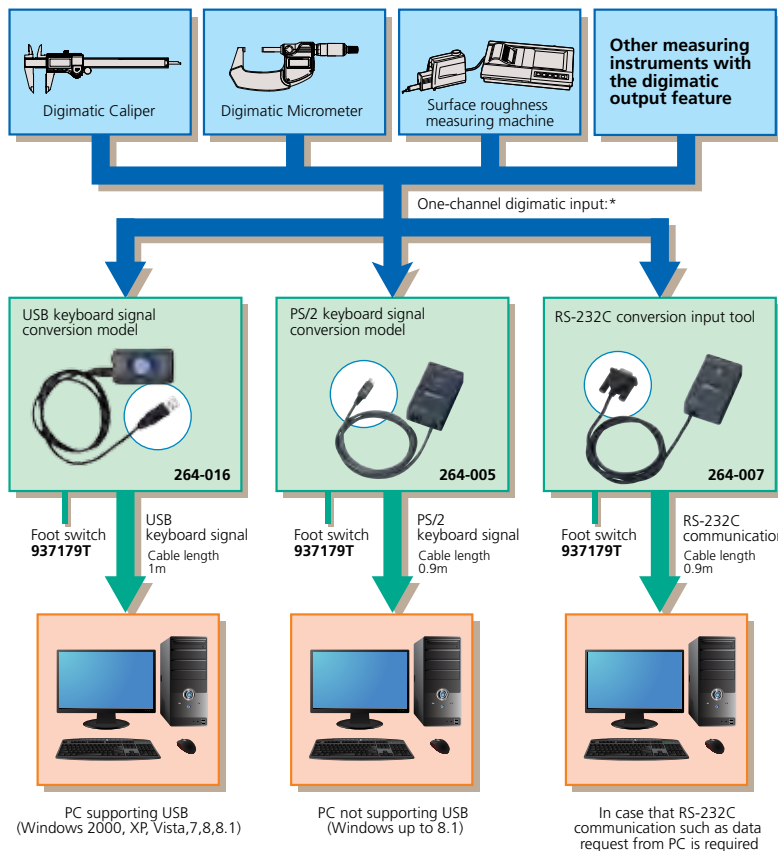 Digimatic Caliper
Digimatic Micrometer
Surface roughness
measuring machine
Other measuring
instruments with
the digimatic
output feature
One-channel digimatic input:*
USB keyboard signal
conversion model
264-016
PS/2 keyboard signal
conversion model
264-005
RS-232C conversion input tool
264-007
Foot switch
937179T
USB
keyboard signal
Cable length
1m
Foot switch
937179T
PS/2
keyboard signal
Cable length
0.9m
Foot switch
937179T
RS-232C
communication
Cable length
0.9m
PC supporting USB
(Windows 2000, XP, Vista,7,8,8.1)
PC not supporting USB
(Windows up to 8.1)
In case that RS-232C
communication such as data
request from PC is required